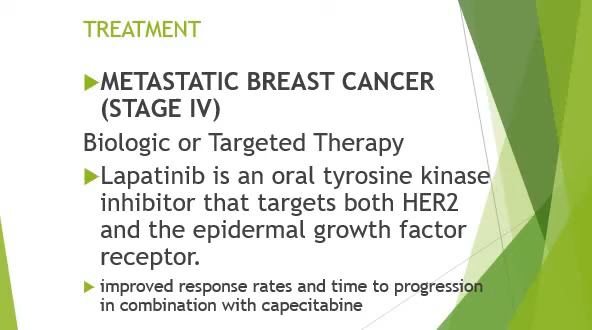 TREATMENT
METASTATIC BREAST CANCER
(STAGE IV)
Biologic or Targeted Therapy
Lapatinib is an oral tyrosine kinase
inhibitor that targets both HER2
and the epidermal growth factor
receptor.
improved response rates and time to progression
in combination with capecitabine